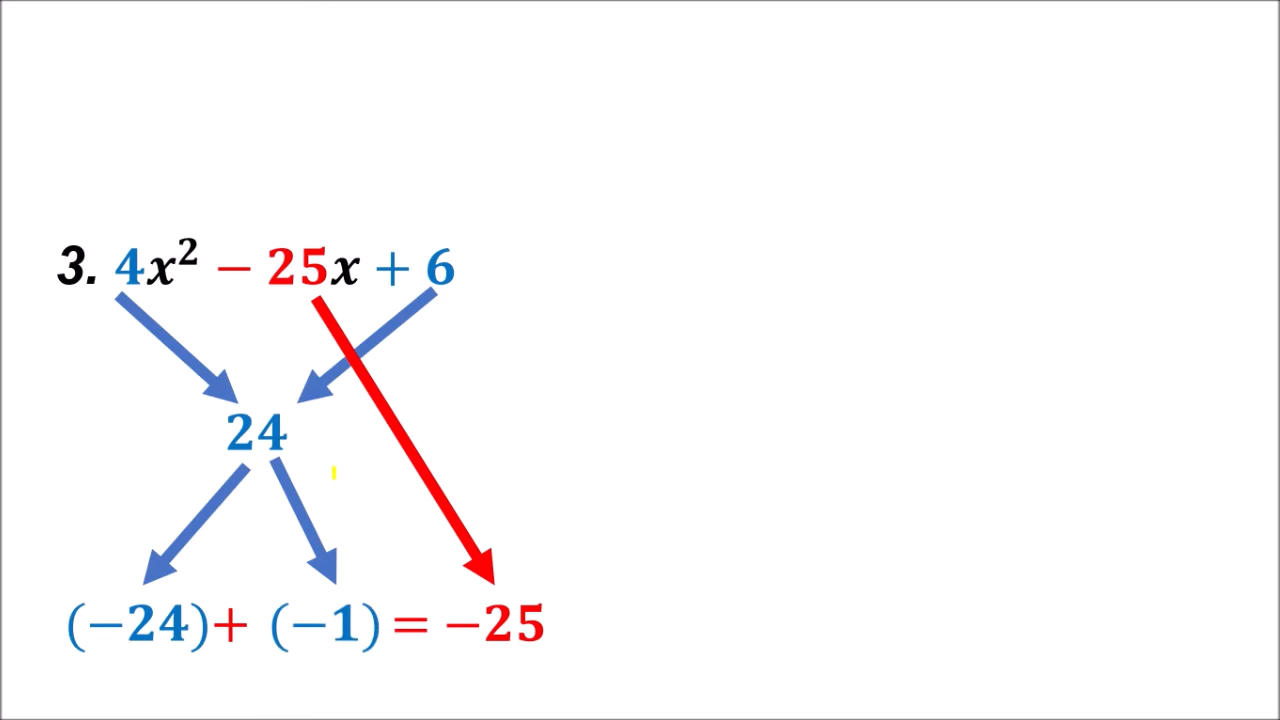 3. 4x² − 25x + 6
24
(−24)+ (−1) = −25